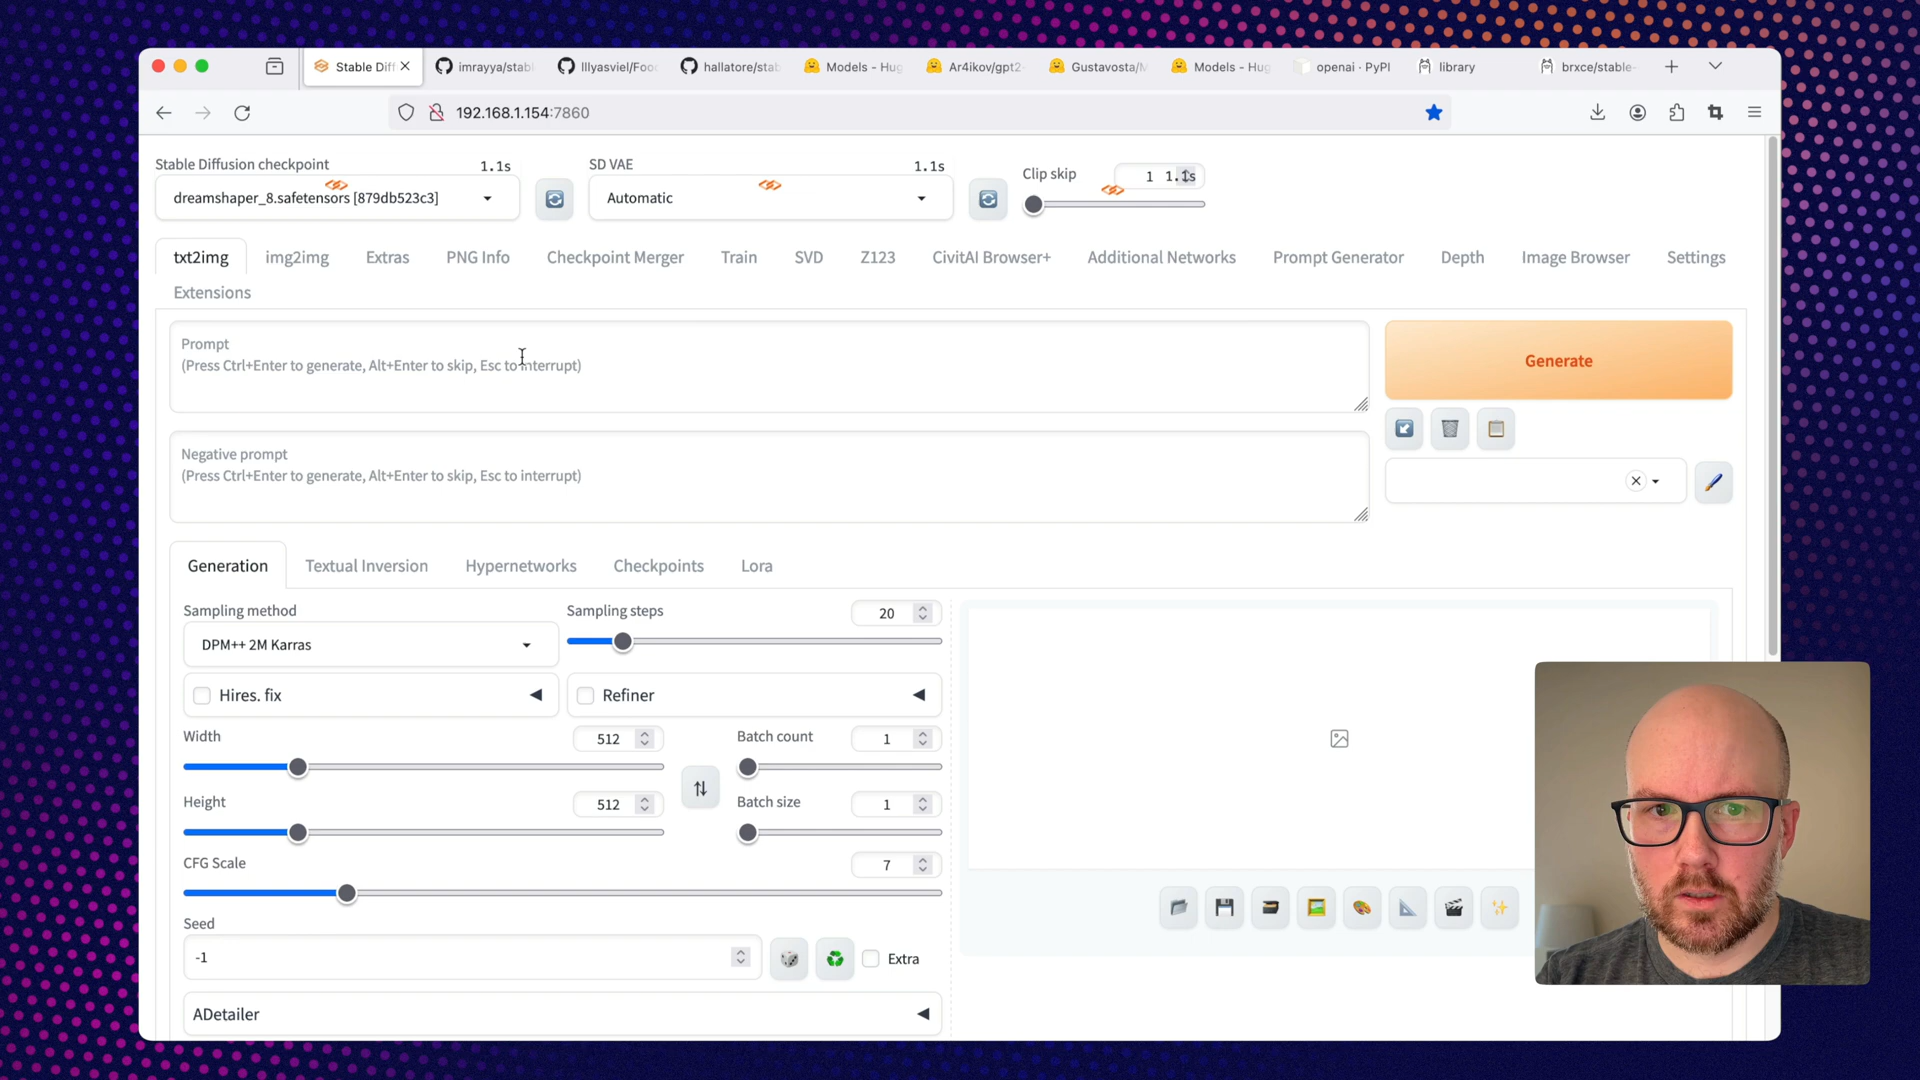 Stable Diff
imrayya/stabl
lllyasviel/Foo
hallatore/stab
Models - Hug
Ar4ikov/gpt2-
Gustavosta/M
Models - Hug
openai · PyPI
library
brxce/stable-
192.168.1.154:7860
Stable Diffusion checkpoint 1.1s
SD VAE 1.1s
Clip skip 1 1.1s
dreamshaper_8.safetensors [879db523c3]
Automatic
txt2img img2img Extras PNG Info Checkpoint Merger Train SVD Z123 CivitAI Browser+ Additional Networks Prompt Generator Depth Image Browser Settings
Extensions
Prompt
(Press Ctrl+Enter to generate, Alt+Enter to skip, Esc to interrupt)
Generate
Negative prompt
(Press Ctrl+Enter to generate, Alt+Enter to skip, Esc to interrupt)
Generation Textual Inversion Hypernetworks Checkpoints Lora
Sampling method
DPM++ 2M Karras
Sampling steps 20
Hires. fix
Refiner
Width 512
Batch count 1
Height 512
Batch size 1
CFG Scale 7
Seed
-1
Extra
ADetailer